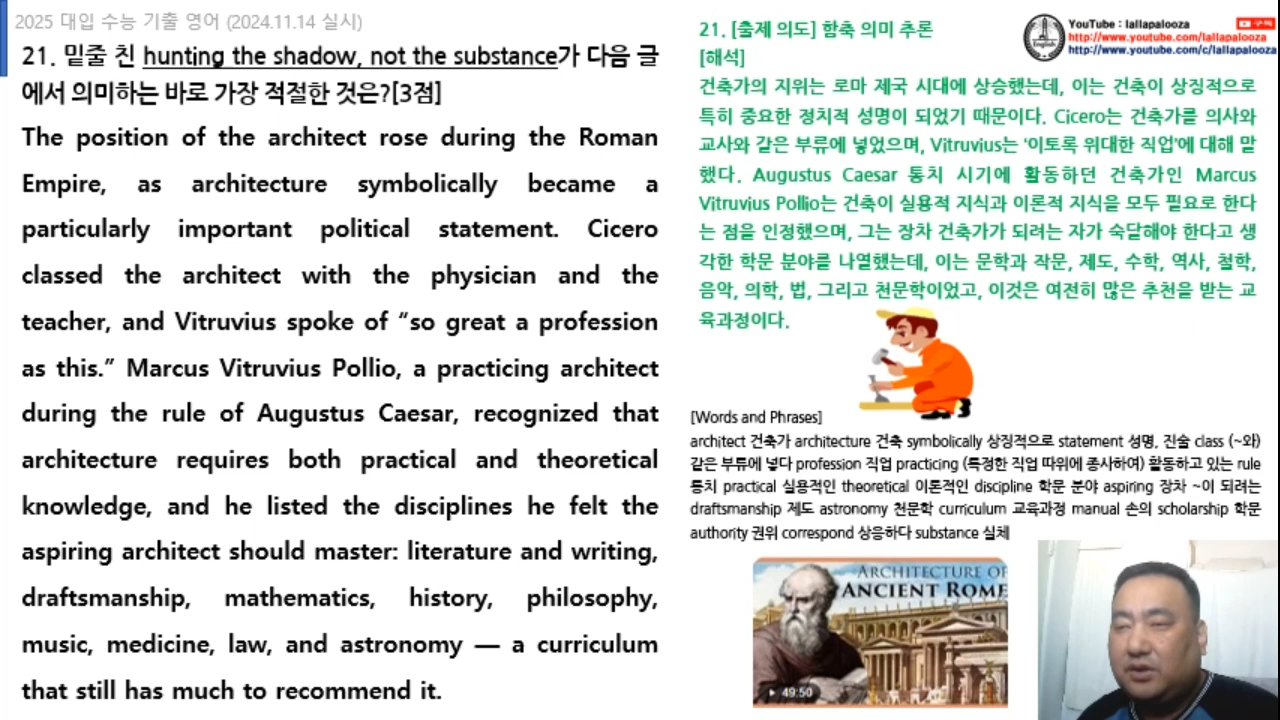 2025 대입 수능 기출 영어 (2024.11.14 실시)
21. 밑줄 친 hunting the shadow, not the substance가 다음 글
에서 의미하는 바로 가장 적절한 것은?[3점]
The position of the architect rose during the Roman
Empire, as architecture symbolically became a
particularly important political statement. Cicero
classed the architect with the physician and the
teacher, and Vitruvius spoke of “so great a profession
as this.” Marcus Vitruvius Pollio, a practicing architect
during the rule of Augustus Caesar, recognized that
architecture requires both practical and theoretical
knowledge, and he listed the disciplines he felt the
aspiring architect should master: literature and writing,
draftsmanship, mathematics, history, philosophy,
music, medicine, law, and astronomy — a curriculum
that still has much to recommend it.
21. [출제 의도] 함축 의미 추론
[해석]
건축가의 지위는 로마 제국 시대에 상승했는데, 이는 건축이 상징적으로
특히 중요한 정치적 성명이 되었기 때문이다. Cicero는 건축가를 의사와
교사와 같은 부류에 넣었으며, Vitruvius는 ‘이토록 위대한 직업’에 대해 말
했다. Augustus Caesar 통치 시기에 활동하던 건축가인 Marcus
Vitruvius Pollio는 건축이 실용적 지식과 이론적 지식을 모두 필요로 한다
는 점을 인정했으며, 그는 장차 건축가가 되려는 자가 숙달해야 한다고 생
각한 학문 분야를 나열했는데, 이는 문학과 작문, 제도, 수학, 역사, 철학,
음악, 의학, 법, 그리고 천문학이었고, 이것은 여전히 많은 추천을 받는 교
육과정이다.
YouTube : lallapalooza
구독
http://www.youtube.com/lallapalooza
http://www.youtube.com/c/lallapalooza
English
[Words and Phrases]
architect 건축가 architecture 건축 symbolically 상징적으로 statement 성명, 진술 class (~와)
같은 부류에 넣다 profession 직업 practicing (특정한 직업 따위에 종사하여) 활동하고 있는 rule
통치 practical 실용적인 theoretical 이론적인 discipline 학문 분야 aspiring 장차 ~이 되려는
draftsmanship 제도 astronomy 천문학 curriculum 교육과정 manual 손의 scholarship 학문
authority 권위 correspond 상응하다 substance 실체
ARCHITECTURE OF
ANCIENT ROME
49:50